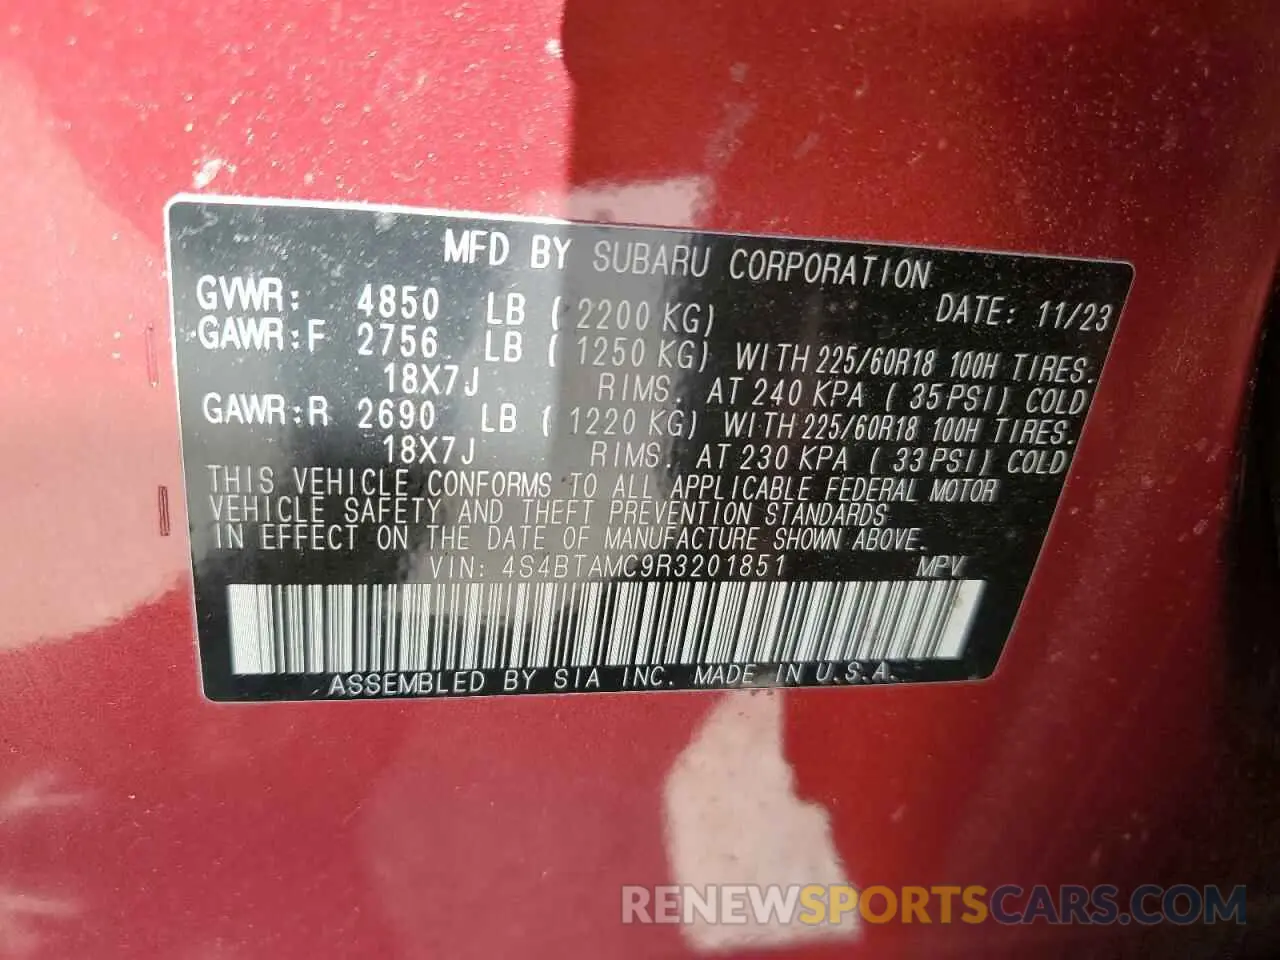 MFD BY SUBARU CORPORATION
GVWR: 4850 LB ( 2200 KG) DATE: 11/23
GAWR:F 2756 LB ( 1250 KG) WITH 225/60R18 100H TIRES.
18X7J RIMS. AT 240 KPA ( 35PSI) COLD
GAWR:R 2690 LB ( 1220 KG) WITH 225/60R18 100H TIRES.
18X7J RIMS. AT 230 KPA ( 33PSI) COLD
THIS VEHICLE CONFORMS TO ALL APPLICABLE FEDERAL MOTOR
VEHICLE SAFETY AND THEFT PREVENTION STANDARDS
IN EFFECT ON THE DATE OF MANUFACTURE SHOWN ABOVE.
VIN: 4S4BTAMC9R3201851 MPV
ASSEMBLED BY SIA INC. MADE IN U.S.A.
RENEWSPORTSCARS.COM